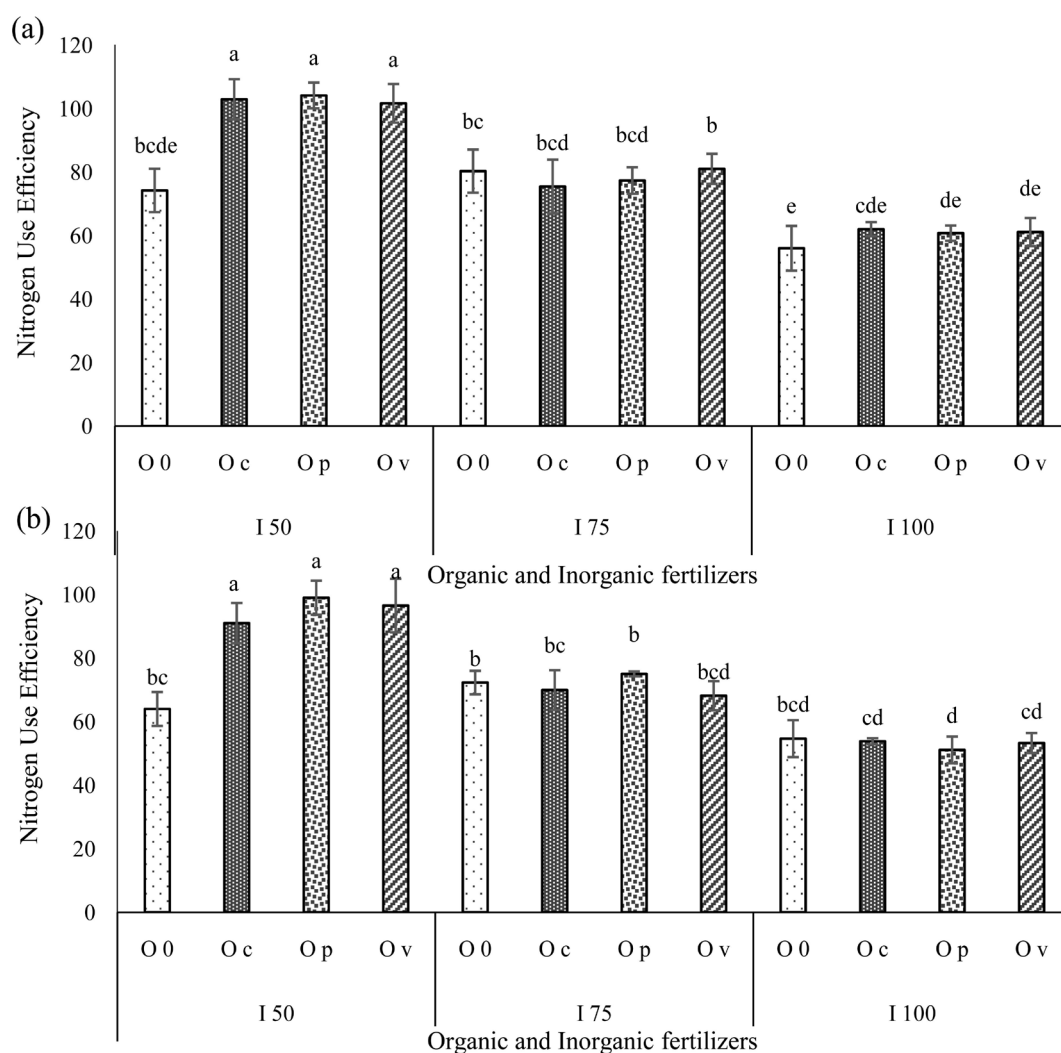 (a)
120
100
80
60
40
20
0
Nitrogen Use Efficiency
bcde a a a bc bcd bcd b e cde de de
O 0 O c O p O v O 0 O c O p O v O 0 O c O p O v
I 50 I 75 I 100
Organic and Inorganic fertilizers
(b)
120
100
80
60
40
20
0
Nitrogen Use Efficiency
bc a a a b bc b bcd bcd cd d cd
O 0 O c O p O v O 0 O c O p O v O 0 O c O p O v
I 50 I 75 I 100
Organic and Inorganic fertilizers